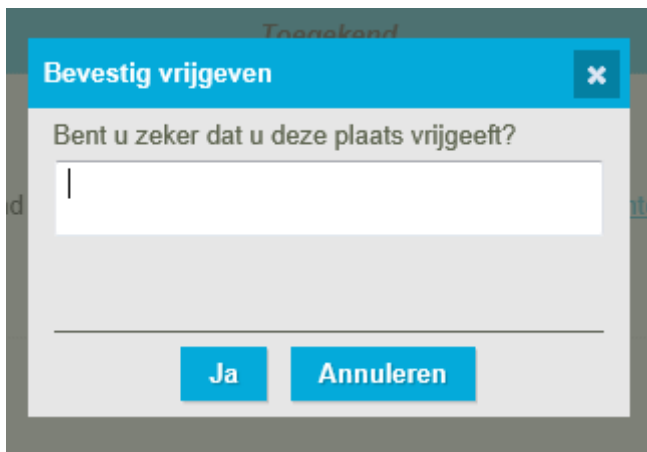 Toegekend
Bevestig vrijgeven
Bent u zeker dat u deze plaats vrijgeeft?
Ja
Annuleren